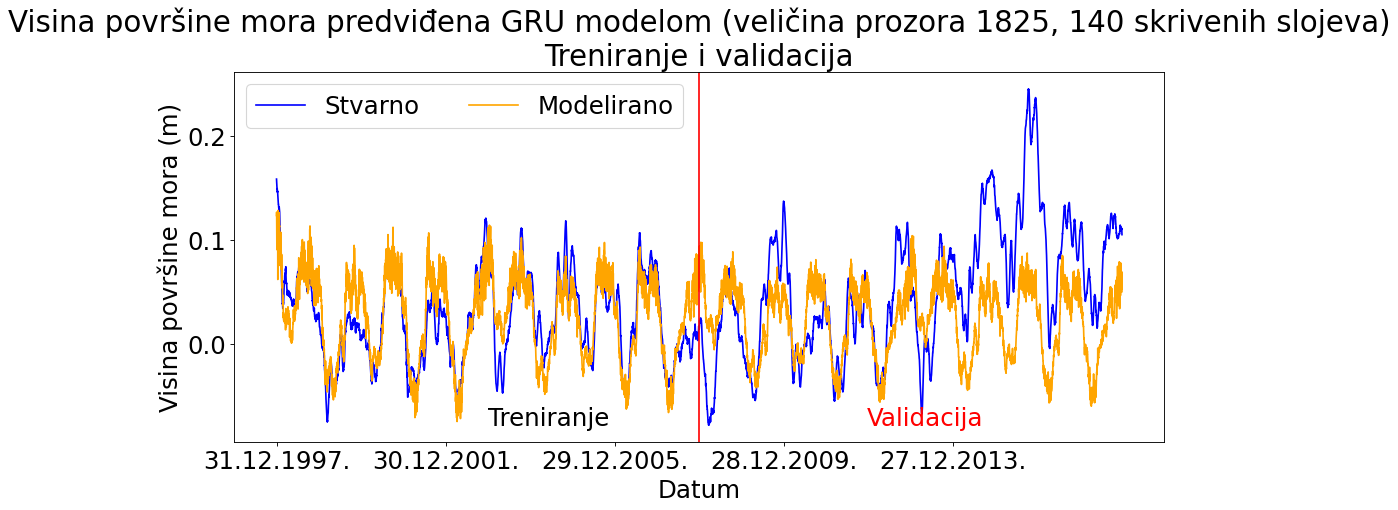 Visina površine mora predviđena GRU modelom (veličina prozora 1825, 140 skrivenih slojeva)
Treniranje i validacija
Stvarno
Modelirano
Visina površine mora (m)
0.2
0.1
0.0
Treniranje
Validacija
31.12.1997.
30.12.2001.
29.12.2005.
28.12.2009.
27.12.2013.
Datum